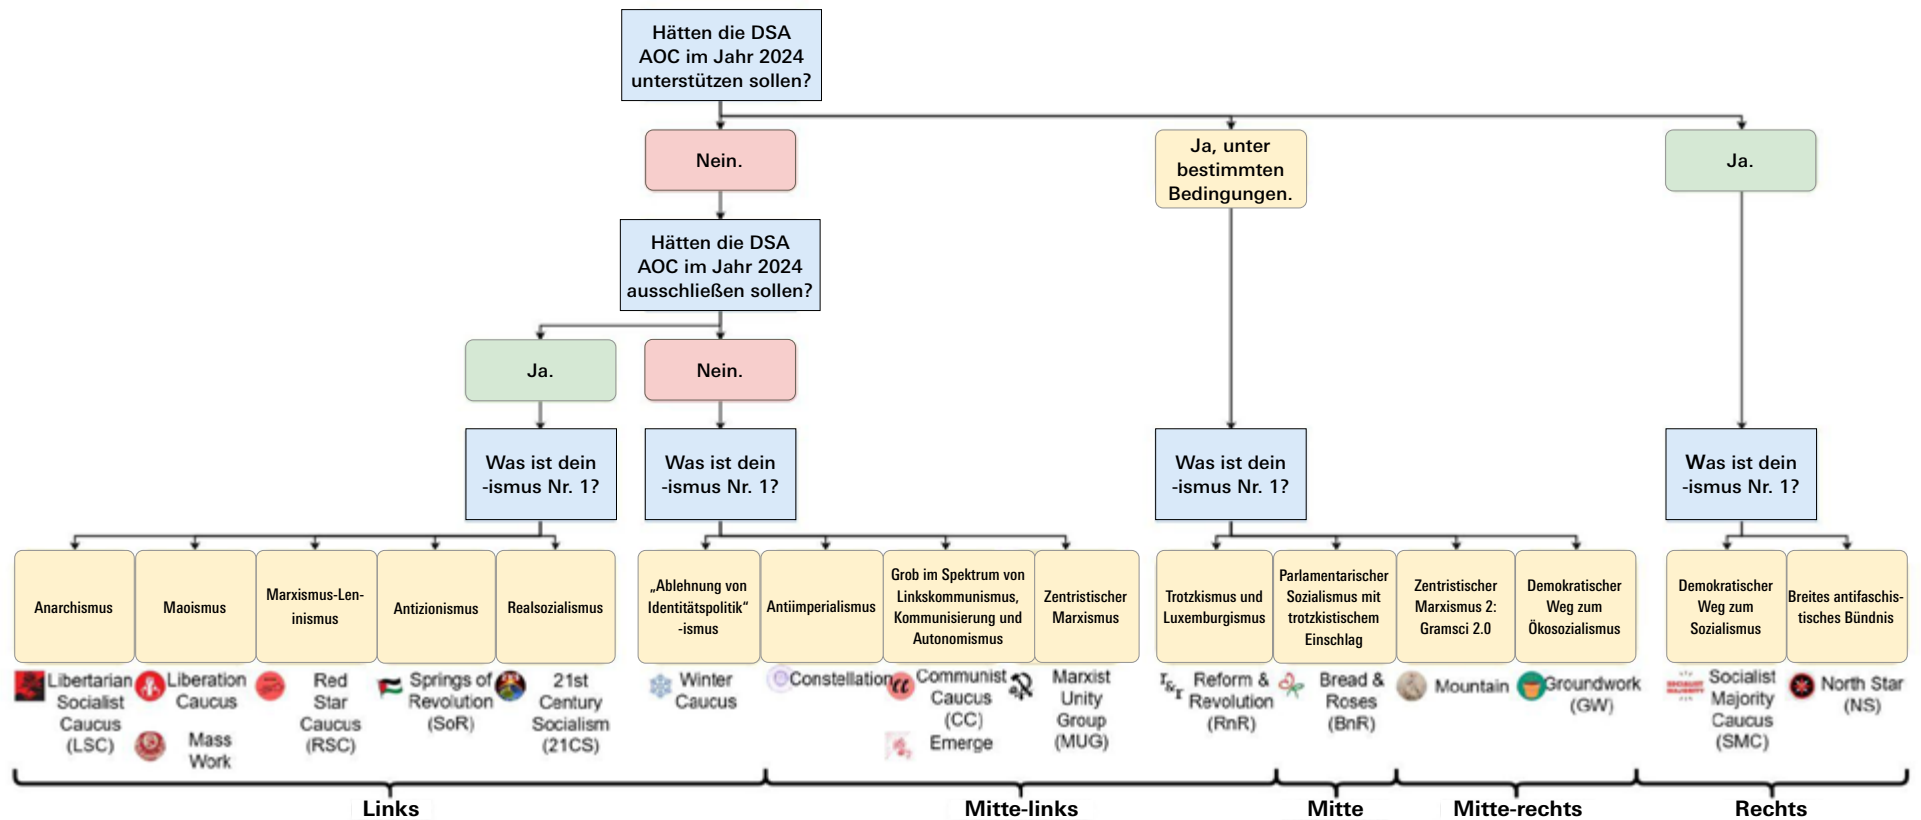 Hätten die DSA
AOC im Jahr 2024
unterstützen sollen?
Nein.
Ja, unter
bestimmten
Bedingungen.
Ja.
Hätten die DSA
AOC im Jahr 2024
ausschließen sollen?
Ja.
Nein.
Was ist dein
-ismus Nr. 1?
Was ist dein
-ismus Nr. 1?
Was ist dein
-ismus Nr. 1?
Was ist dein
-ismus Nr. 1?
Anarchismus
Maoismus
Marxismus-Len-
inismus
Antizionismus
Realsozialismus
„Ablehnung von
Identitätspolitik“
-ismus
Antiimperialismus
Grob im Spektrum von
Linkskommunismus,
Kommunisierung und
Autonomismus
Zentristischer
Marxismus
Trotzkismus und
Luxemburgismus
Parlamentarischer
Sozialismus mit
trotzkistischem
Einschlag
Zentristischer
Marxismus 2:
Gramsci 2.0
Demokratischer
Weg zum
Ökosozialismus
Demokratischer
Weg zum
Sozialismus
Breites antifaschis-
tisches Bündnis
Libertarian
Socialist
Caucus
(LSC)
Liberation
Caucus
Mass
Work
Red
Star
Caucus
(RSC)
Springs of
Revolution
(SoR)
21st
Century
Socialism
(21CS)
Winter
Caucus
Constellation
cc
Communist
Caucus
(CC)
Emerge
Marxist
Unity
Group
(MUG)
r&r
Reform &
Revolution
(RnR)
Bread &
Roses
(BnR)
Mountain
Groundwork
(GW)
SOCIALIST
MAJORITY
Socialist
Majority
Caucus
(SMC)
North Star
(NS)
Links
Mitte-links
Mitte
Mitte-rechts
Rechts